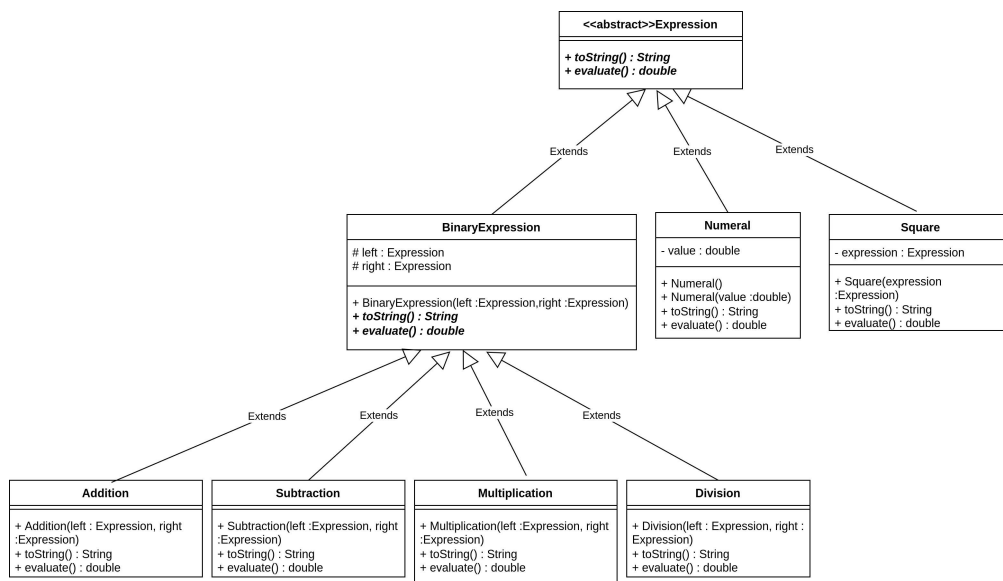 <<abstract>>Expression
+ toString() : String
+ evaluate() : double
Extends
Extends
Extends
BinaryExpression
# left : Expression
# right : Expression
+ BinaryExpression(left :Expression,right :Expression)
+ toString() : String
+ evaluate() : double
Numeral
- value : double
+ Numeral()
+ Numeral(value :double)
+ toString() : String
+ evaluate() : double
Square
- expression : Expression
+ Square(expression
:Expression)
+ toString() : String
+ evaluate() : double
Extends
Extends
Extends
Extends
Addition
+ Addition(left : Expression, right
:Expression)
+ toString() : String
+ evaluate() : double
Subtraction
+ Subtraction(left :Expression, right
:Expression)
+ toString() : String
+ evaluate() : double
Multiplication
+ Multiplication(left :Expression, right
:Expression)
+ toString() : String
+ evaluate() : double
Division
+ Division(left : Expression, right :
Expression)
+ toString() : String
+ evaluate() : double